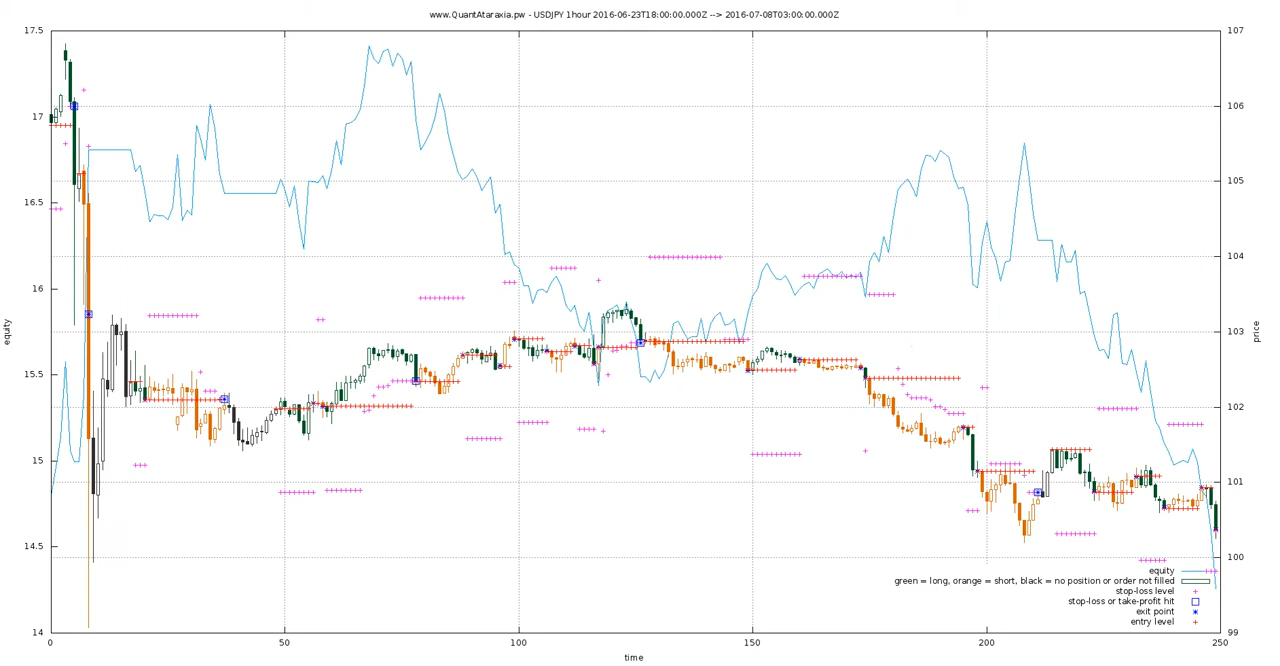 www.QuantAtaraxia.pw - USDJPY 1hour 2016-06-23T18:00:00.000Z --> 2016-07-08T03:00:00.000Z
17.5
17
16.5
16
15.5
15
14.5
14
equity
107
106
105
104
103
102
101
100
99
price
equity
green = long, orange = short, black = no position or order not filled
stop-loss level
stop-loss or take-profit hit
exit point
entry level
0
50
100
150
200
250
time